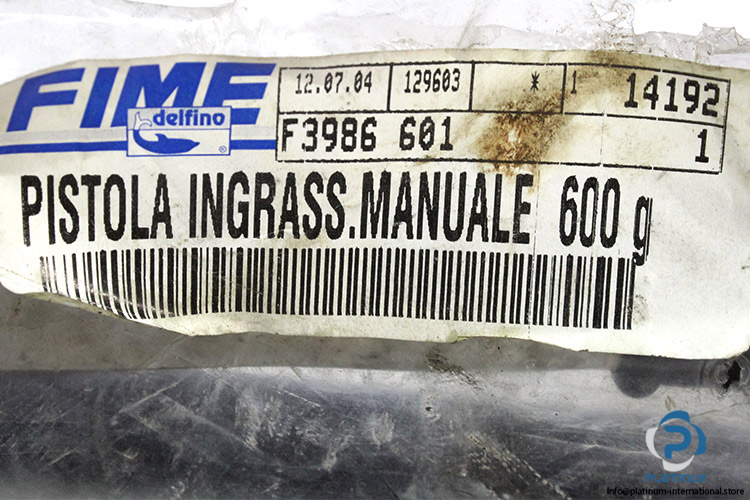 FIME
delfino ®
12.07.04 129603 * 1 14192
F3986 601 1
PISTOLA INGRASS.MANUALE 600 g
PLATINUM
info@platinum-international.store